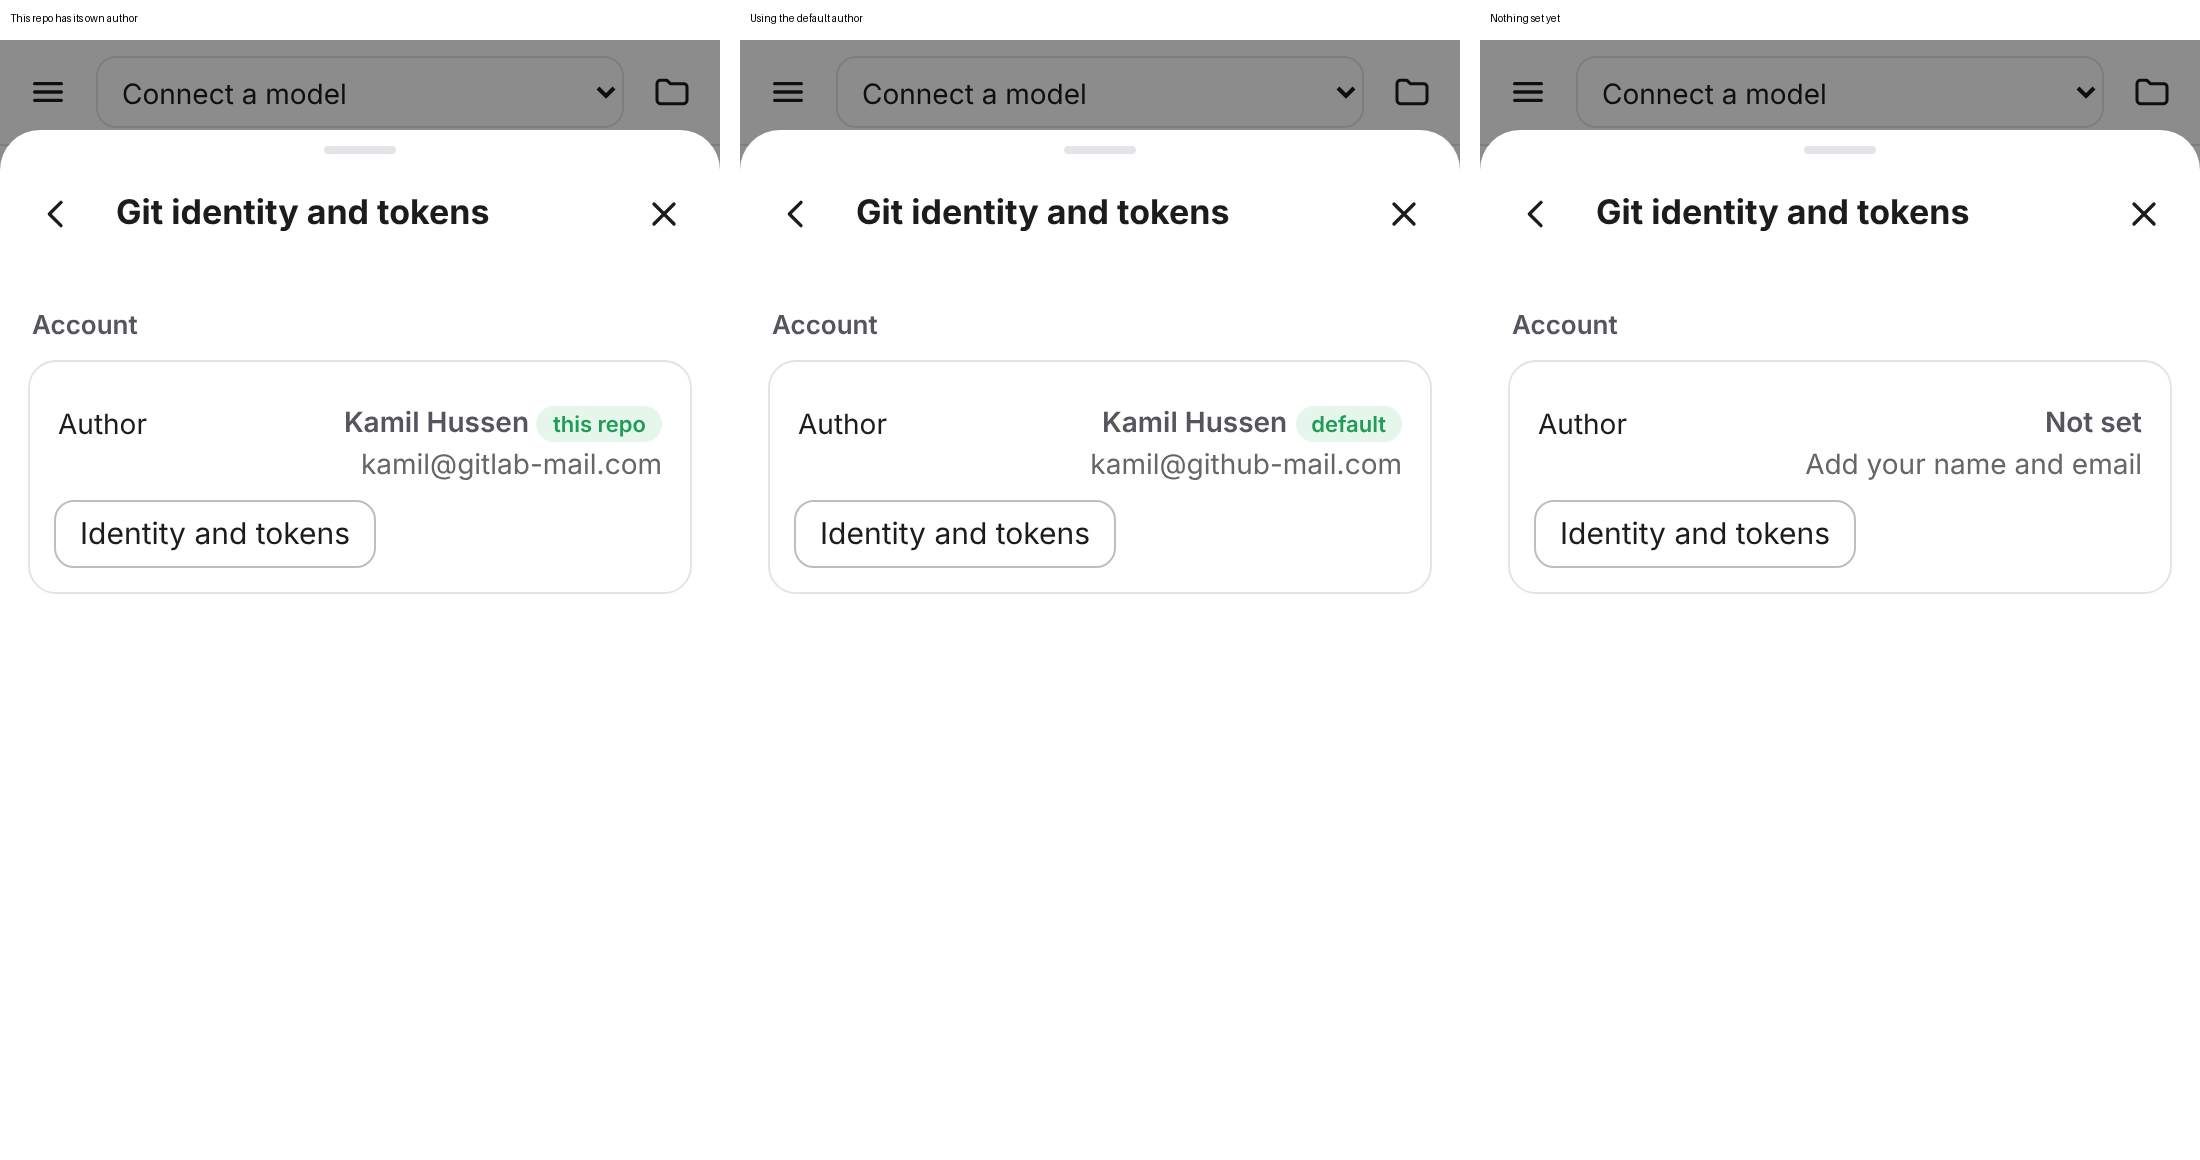 This repo has its own author
Connect a model
Git identity and tokens
Account
Author
Kamil Hussen this repo
kamil@gitlab-mail.com
Identity and tokens
Using the default author
Connect a model
Git identity and tokens
Account
Author
Kamil Hussen default
kamil@github-mail.com
Identity and tokens
Nothing set yet
Connect a model
Git identity and tokens
Account
Author
Not set
Add your name and email
Identity and tokens